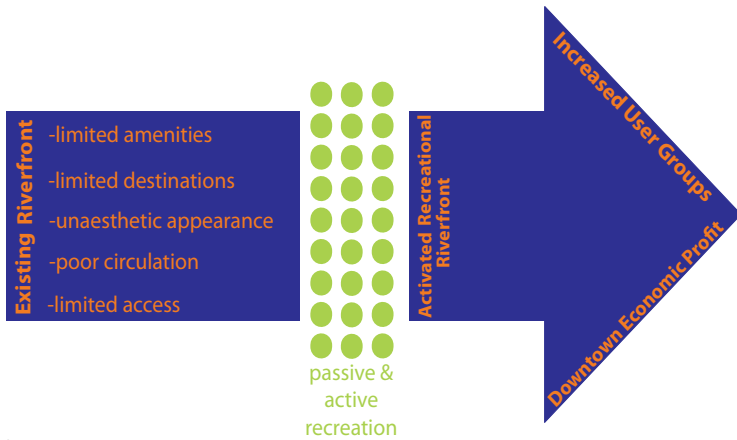 Existing Riverfront
-limited amenities
-limited destinations
-unaesthetic appearance
-poor circulation
-limited access
passive &
active
recreation
Activated Recreational
Riverfront
Increased User Groups
Downtown Economic Profit